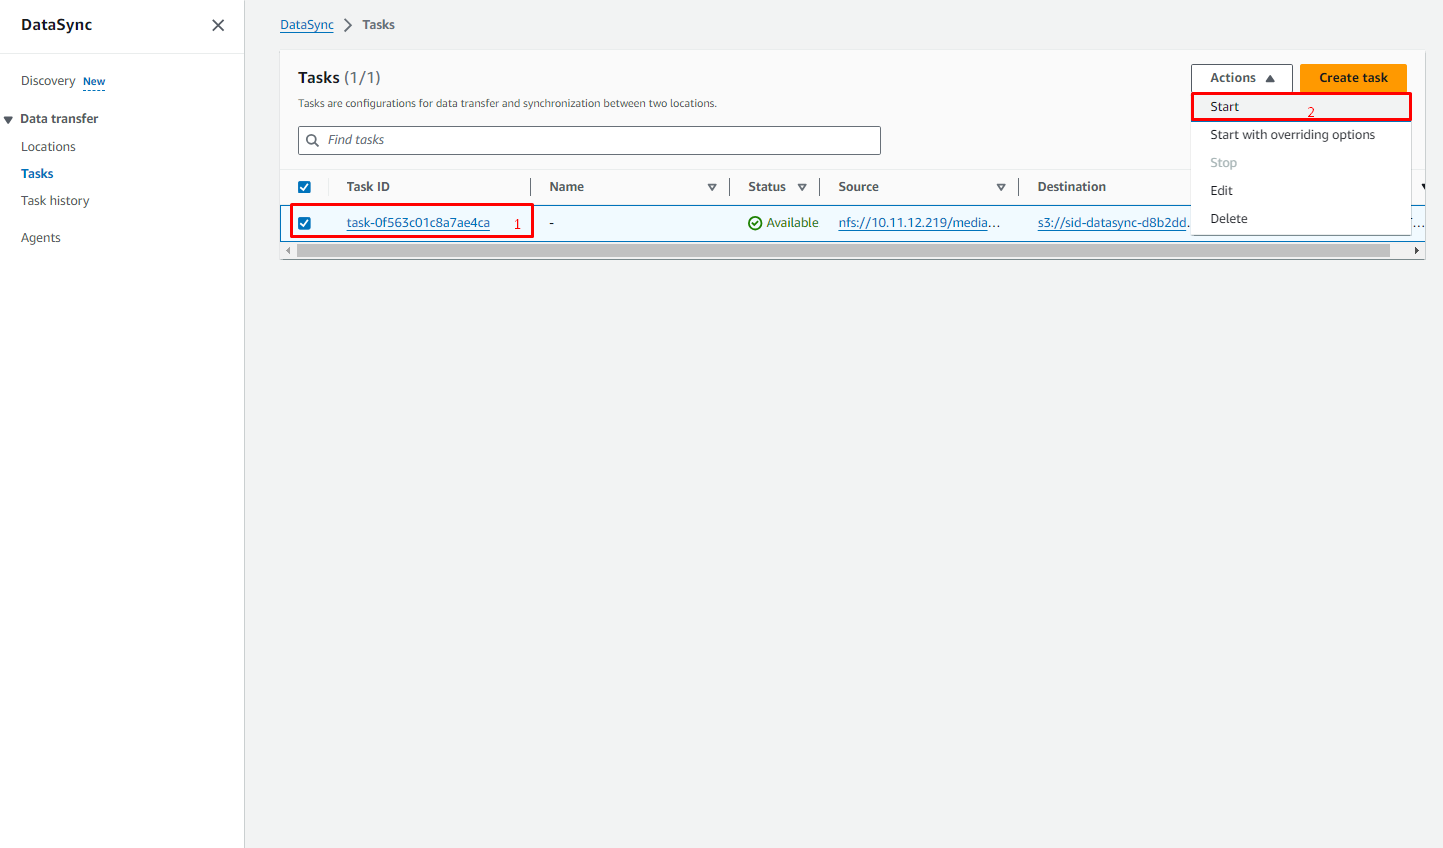 DataSync
Discovery New
Data transfer
Locations
Tasks
Task history
Agents
DataSync > Tasks
Tasks (1/1)
Tasks are configurations for data transfer and synchronization between two locations.
Find tasks
Actions
Create task
Start 2
Start with overriding options
Stop
Edit
Delete
Task ID Name Status Source Destination
task-0f563c01c8a7ae4ca 1 - Available nfs://10.11.12.219/media... s3://sid-datasync-d8b2dd.